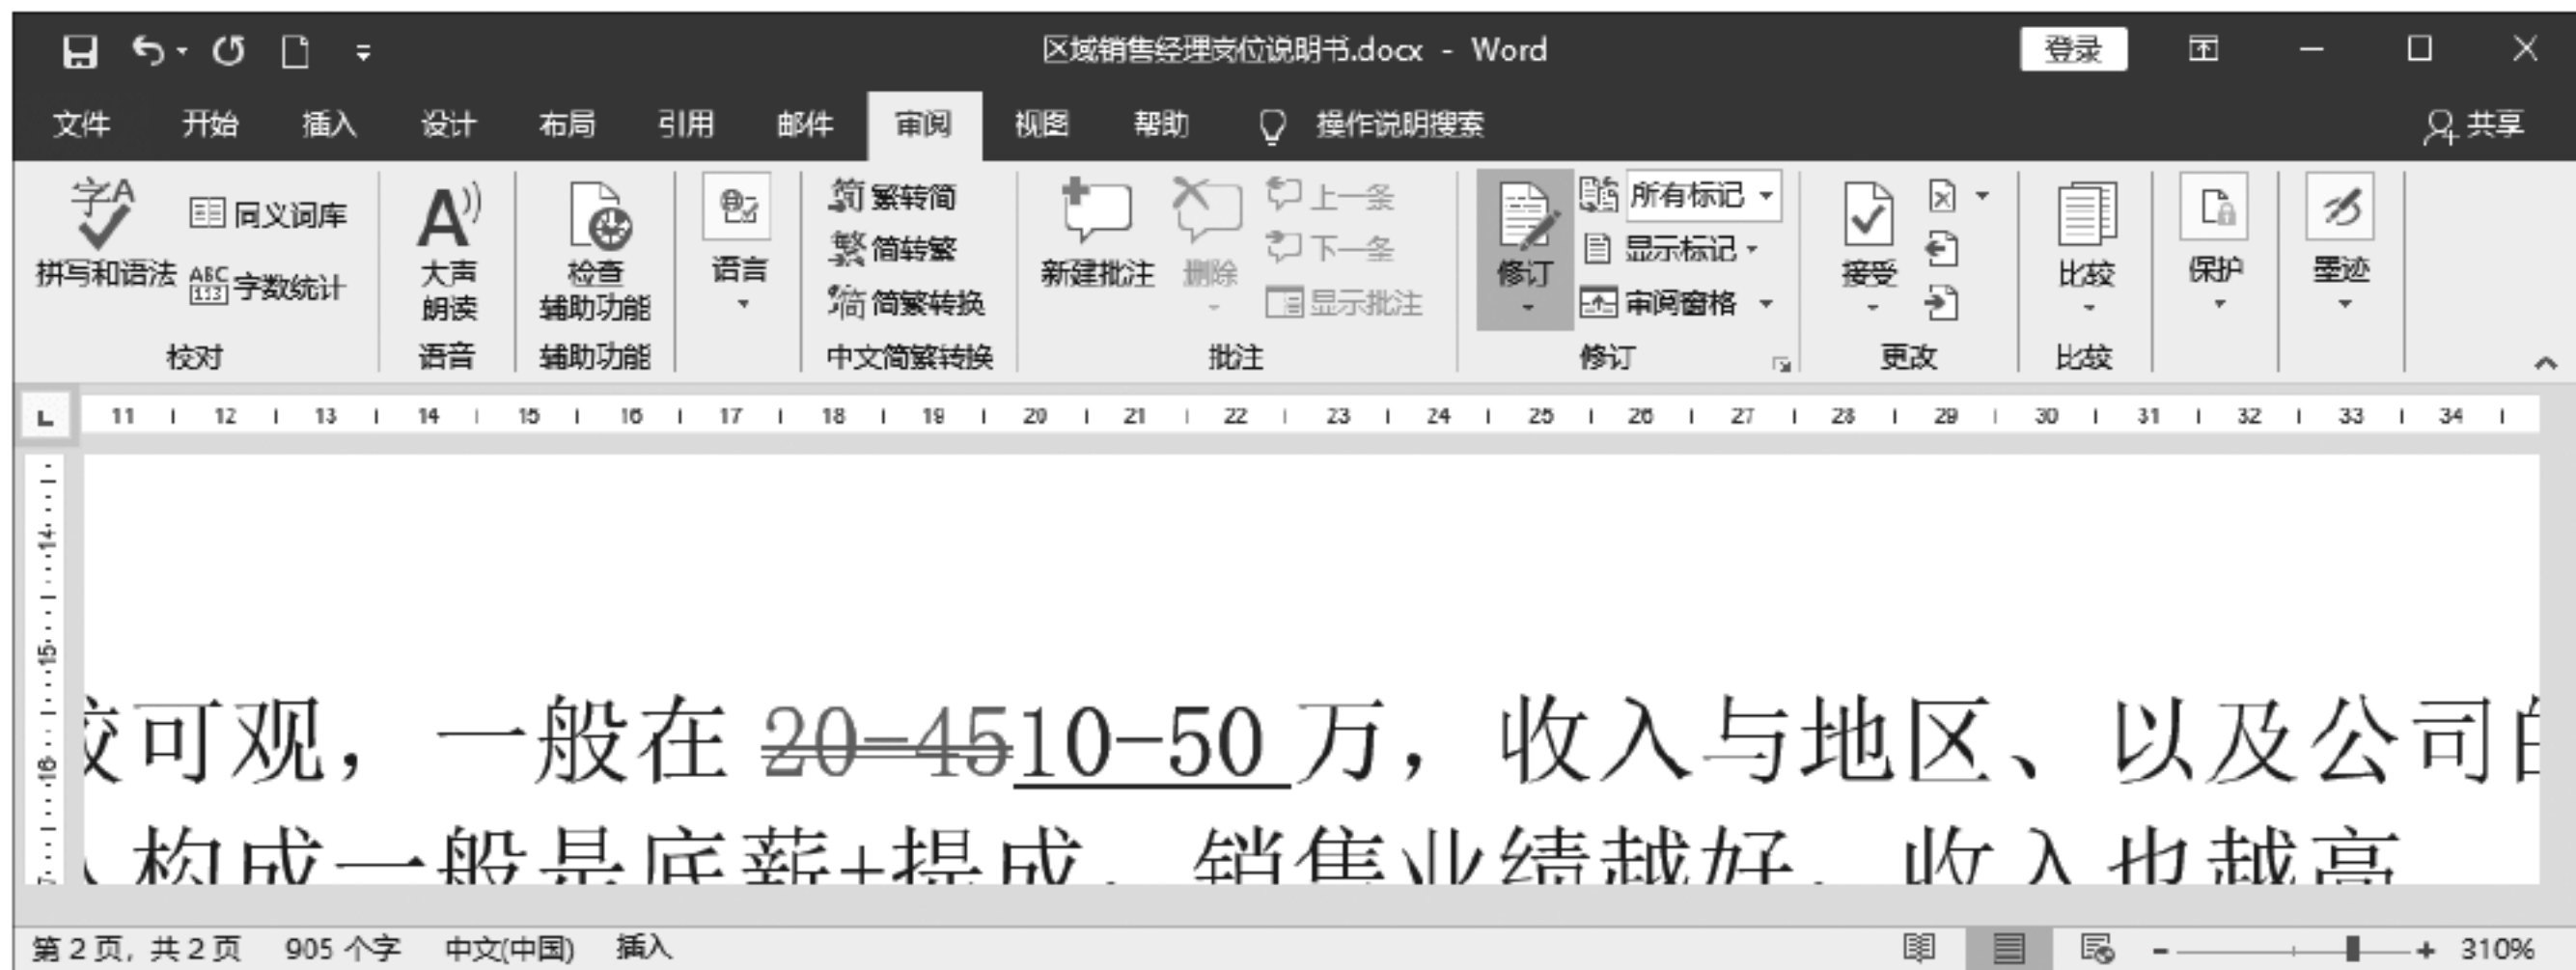 区域销售经理岗位说明书.docx - Word
登录
文件 开始 插入 设计 布局 引用 邮件 审阅 视图 帮助 操作说明搜索 共享
字A
拼写和语法
同义词库
ABC
123
字数统计
校对
A
大声
朗读
语音
检查
辅助功能
辅助功能
语言
简 繁转简
繁 简转繁
简 简繁转换
中文简繁转换
新建批注
删除
上一条
下一条
显示批注
批注
修订
所有标记
显示标记
审阅窗格
修订
接受
更改
比较
比较
保护
墨迹
L 11 12 13 14 15 16 17 18 19 20 21 22 23 24 25 26 27 28 29 30 31 32 33 34
14
15
16
可观，一般在 20-4510-50 万，收入与地区、以及公司的
构成一般是底薪+提成，销售业绩越好，收入也越高
第 2 页，共 2 页 905 个字 中文(中国) 插入 310%